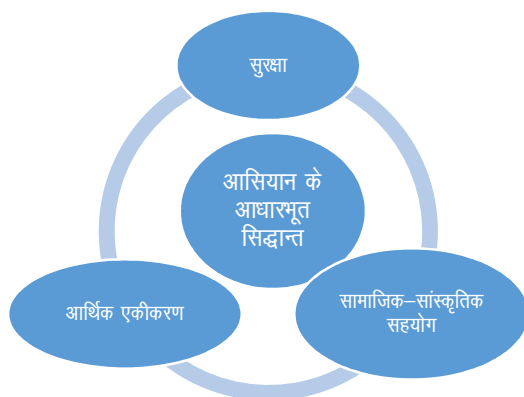 सुरक्षा
आसियान के
आधारभूत
सिद्धान्त
आर्थिक एकीकरण
सामाजिक–सांस्कृतिक
सहयोग